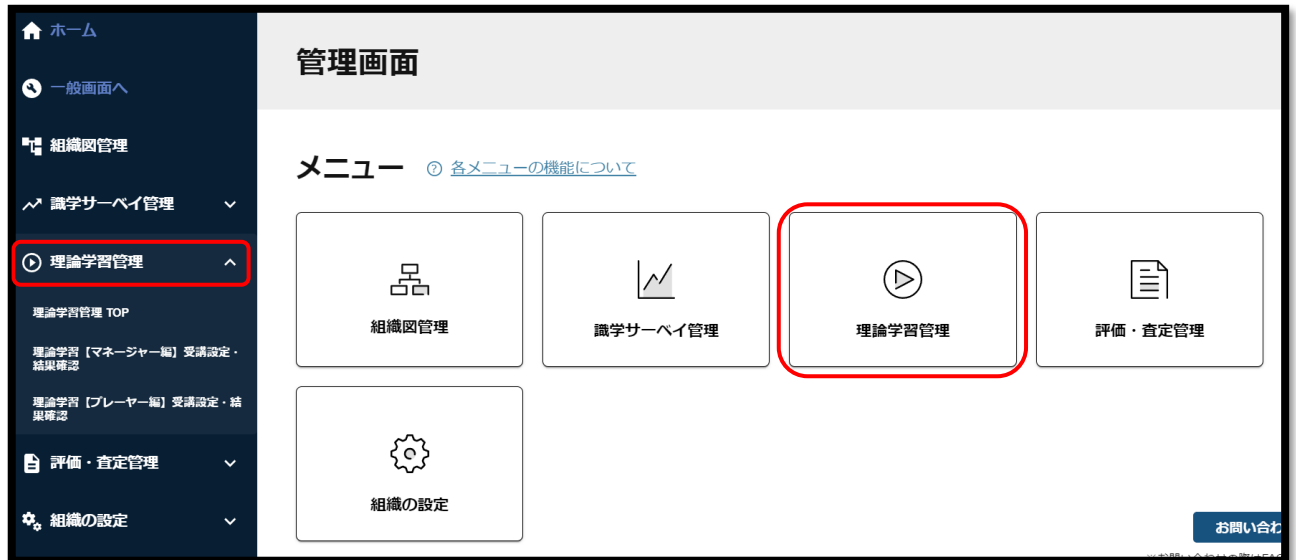 ホーム
一般画面へ
組織図管理
識学サーベイ管理
理論学習管理
理論学習管理 TOP
理論学習【マネージャー編】受講設定・
結果確認
理論学習【プレーヤー編】受講設定・結
果確認
評価・査定管理
組織の設定
管理画面
メニュー ? 各メニューの機能について
組織図管理
識学サーベイ管理
理論学習管理
評価・査定管理
組織の設定
お問い合わ